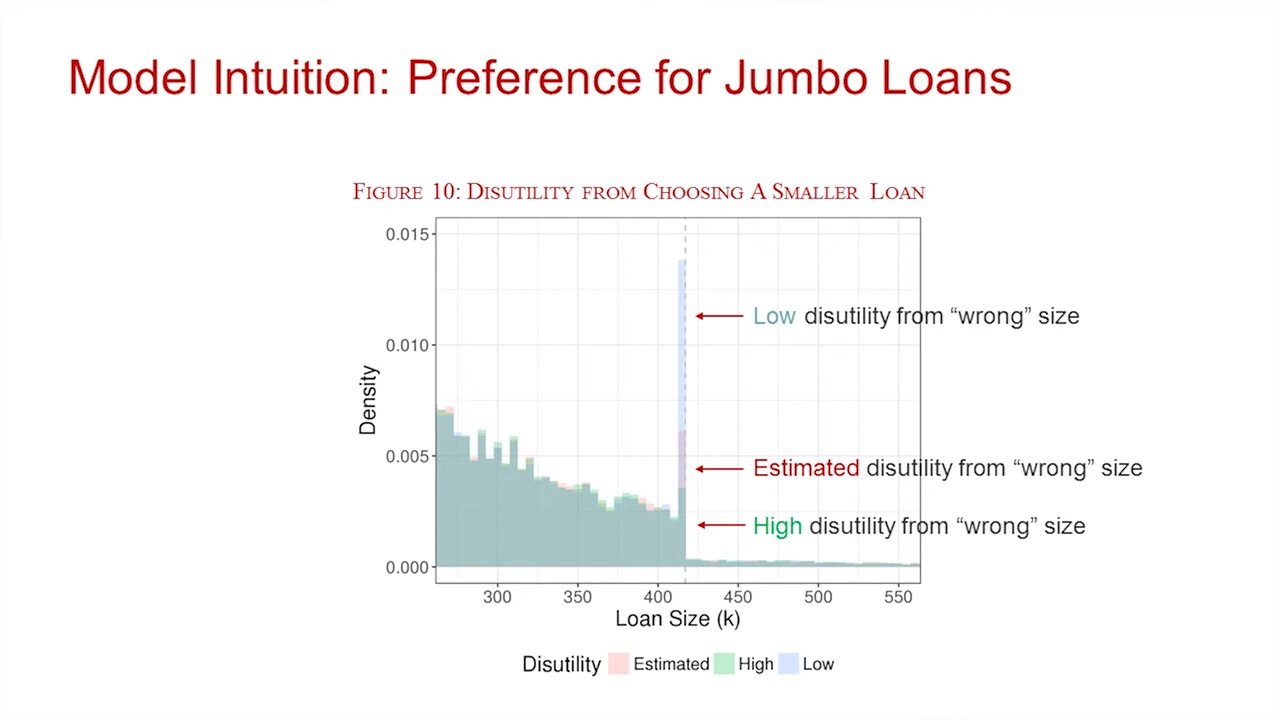 Model Intuition: Preference for Jumbo Loans
FIGURE 10: DISUTILITY FROM CHOOSING A SMALLER LOAN
0.015
0.010
0.005
0.000
Density
Low disutility from “wrong” size
Estimated disutility from “wrong” size
High disutility from “wrong” size
300 350 400 450 500 550
Loan Size (k)
Disutility Estimated High Low